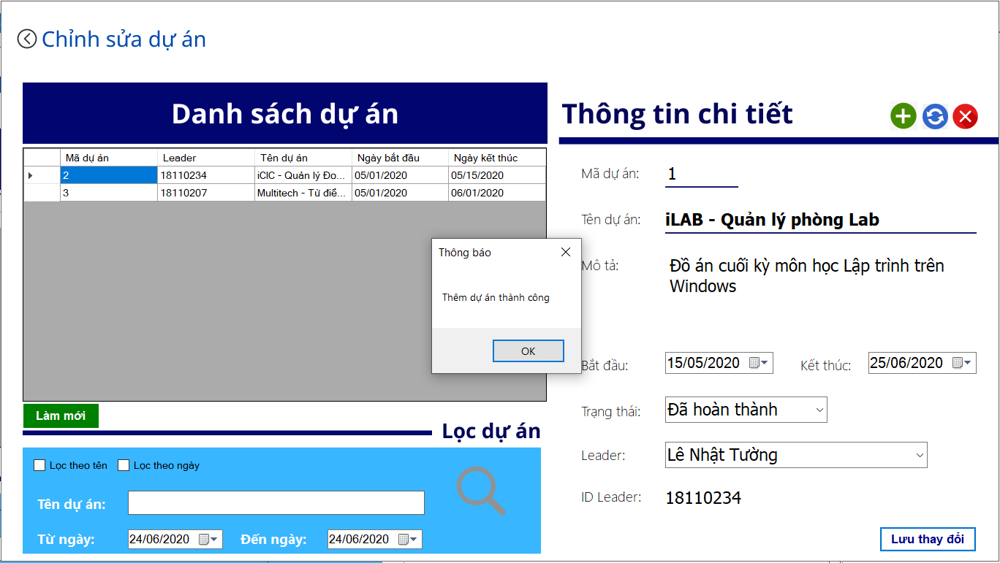 Chỉnh sửa dự án
Danh sách dự án
Mã dự án Leader Tên dự án Ngày bắt đầu Ngày kết thúc
2 18110234 iCIC - Quản lý Đo... 05/01/2020 05/15/2020
3 18110207 Multitech - Từ điể... 05/01/2020 06/01/2020
Làm mới
Lọc dự án
Lọc theo tên Lọc theo ngày
Tên dự án:
Từ ngày: 24/06/2020 Đến ngày: 24/06/2020
Thông báo
Thêm dự án thành công
OK
Thông tin chi tiết
Mã dự án: 1
Tên dự án: iLAB - Quản lý phòng Lab
Mô tả: Đồ án cuối kỳ môn học Lập trình trên
Windows
Bắt đầu: 15/05/2020 Kết thúc: 25/06/2020
Trạng thái: Đã hoàn thành
Leader: Lê Nhật Tường
ID Leader: 18110234
Lưu thay đổi